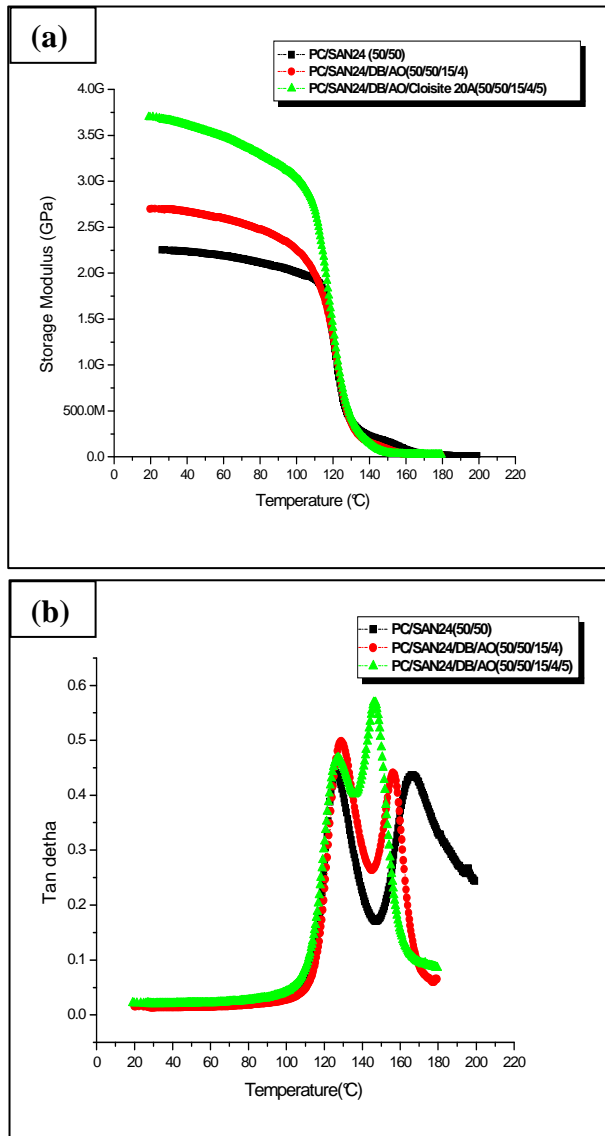 (a)
PC/SAN24 (50/50)
PC/SAN24/DB/AO(50/50/15/4)
PC/SAN24/DB/AO/Cloisite 20A(50/50/15/4/5)
4.0G
3.5G
3.0G
2.5G
2.0G
1.5G
1.0G
500.0M
0.0
Storage Modulus (GPa)
0 20 40 60 80 100 120 140 160 180 200 220
Temperature (°C)
(b)
PC/SAN24(50/50)
PC/SAN24/DB/AO(50/50/15/4)
PC/SAN24/DB/AO(50/50/15/4/5)
0.6
0.5
0.4
0.3
0.2
0.1
0.0
Tan detha
0 20 40 60 80 100 120 140 160 180 200 220
Temperature(°C)